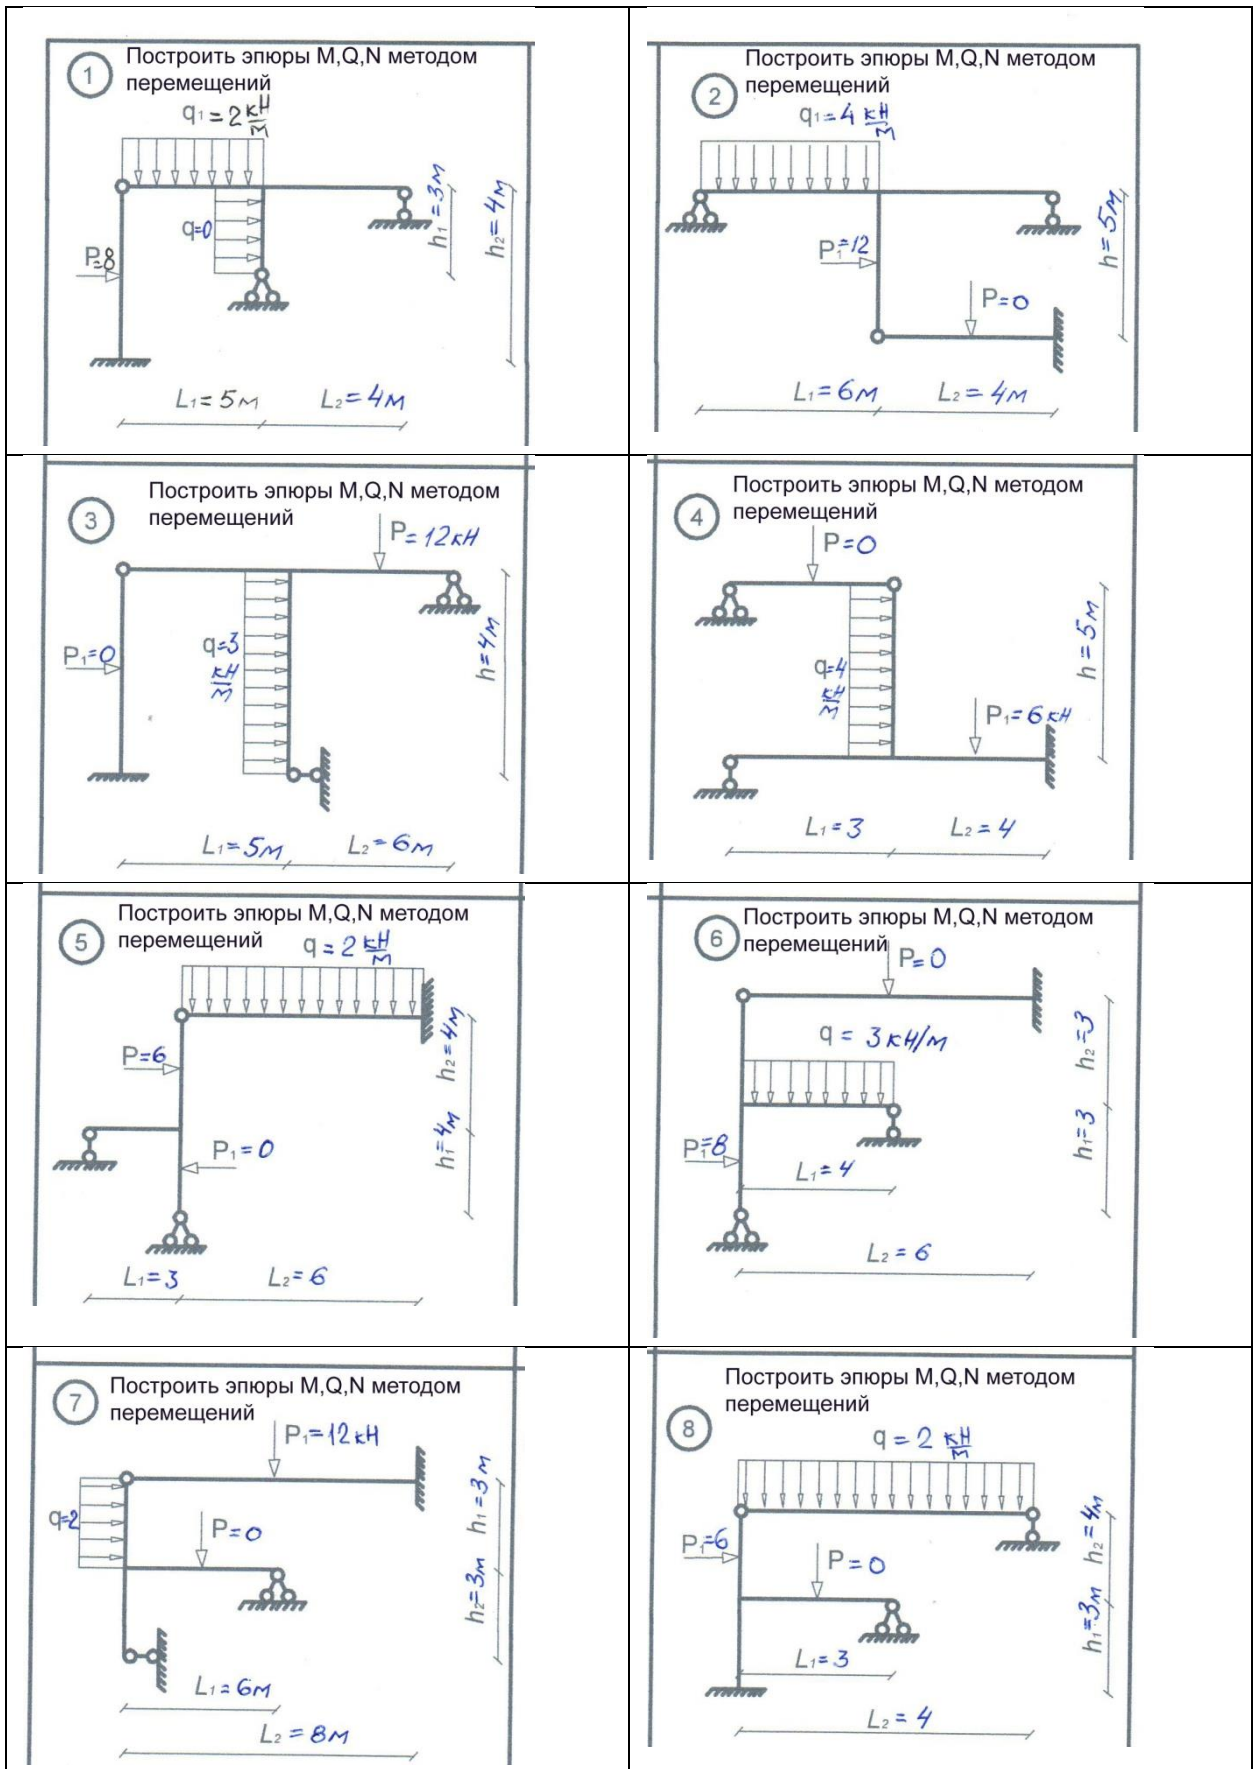 1
Построить эпюры M,Q,N методом
перемещений
q1 = 2 кН/м
q=0
P=8
h1 = 3м
h2 = 4м
L1 = 5м
L2 = 4м
2
Построить эпюры M,Q,N методом
перемещений
q1 = 4 кН/м
P1=12
P=0
h = 5м
L1 = 6м
L2 = 4м
3
Построить эпюры M,Q,N методом
перемещений
P = 12кН
P1=0
q=3 кН/м
h = 4м
L1 = 5м
L2 = 6м
4
Построить эпюры M,Q,N методом
перемещений
P=0
q=4 кН/м
P1=6кН
h = 5м
L1 = 3
L2 = 4
5
Построить эпюры M,Q,N методом
перемещений
q = 2 кН/м
P=6
P1=0
h2 = 4м
h1 = 4м
L1 = 3
L2 = 6
6
Построить эпюры M,Q,N методом
перемещений
P=0
q = 3кН/м
P1=8
h2 = 3
h1 = 3
L1 = 4
L2 = 6
7
Построить эпюры M,Q,N методом
перемещений
P1=12кН
q=2
P=0
h1 = 3м
h2 = 3м
L1 = 6м
L2 = 8м
8
Построить эпюры M,Q,N методом
перемещений
q = 2 кН/м
P1=6
P=0
h2 = 4м
h1 = 3м
L1 = 3
L2 = 4